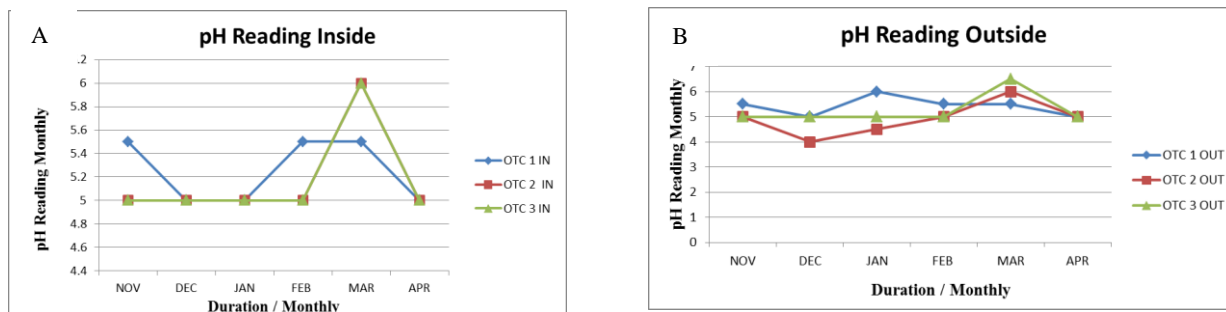 A
pH Reading Inside
.2
6
5.8
5.6
5.4
5.2
5
4.8
4.6
4.4
pH Reading Monthly
NOV DEC JAN FEB MAR APR
Duration / Monthly
OTC 1 IN
OTC 2 IN
OTC 3 IN
B
pH Reading Outside
7
6
5
4
3
2
1
0
pH Reading Monthly
NOV DEC JAN FEB MAR APR
Duration / Monthly
OTC 1 OUT
OTC 2 OUT
OTC 3 OUT